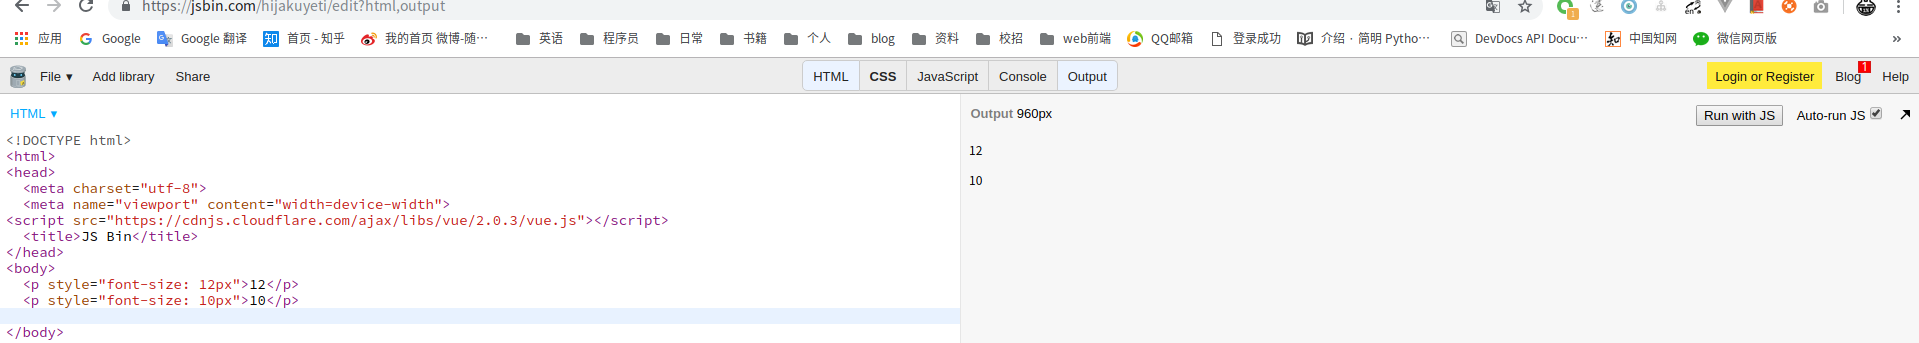 https://jsbin.com/hijakuyeti/edit?html,output
1
en
应用 Google Google 翻译 首页 - 知乎 我的首页 微博-随… 英语 程序员 日常 书籍 个人 blog 资料 校招 web前端 QQ邮箱 登录成功 介绍 · 简明 Pytho… DevDocs API Docu… 中国知网 微信网页版 »
File ▾ Add library Share HTML CSS JavaScript Console Output Login or Register Blog 1 Help
HTML ▾
Output 960px Run with JS Auto-run JS
<!DOCTYPE html>
<html>
<head>
<meta charset="utf-8">
<meta name="viewport" content="width=device-width">
<script src="https://cdnjs.cloudflare.com/ajax/libs/vue/2.0.3/vue.js"></script>
<title>JS Bin</title>
</head>
<body>
<p style="font-size: 12px">12</p>
<p style="font-size: 10px">10</p>
</body>
12
10